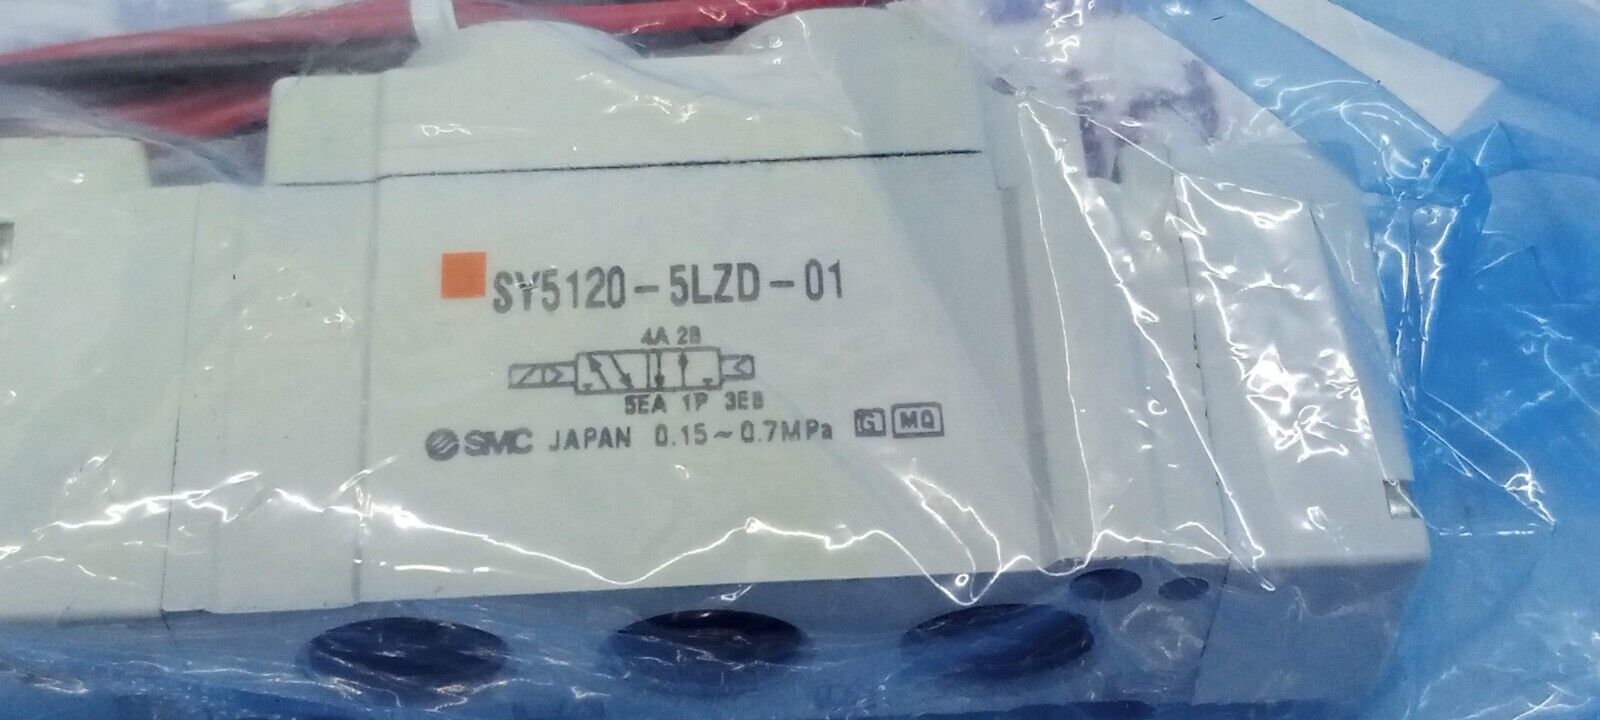 SY5120-5LZD-01
4A 2B
5EA 1P 3EB
SMC JAPAN 0.15~0.7MPa G MQ